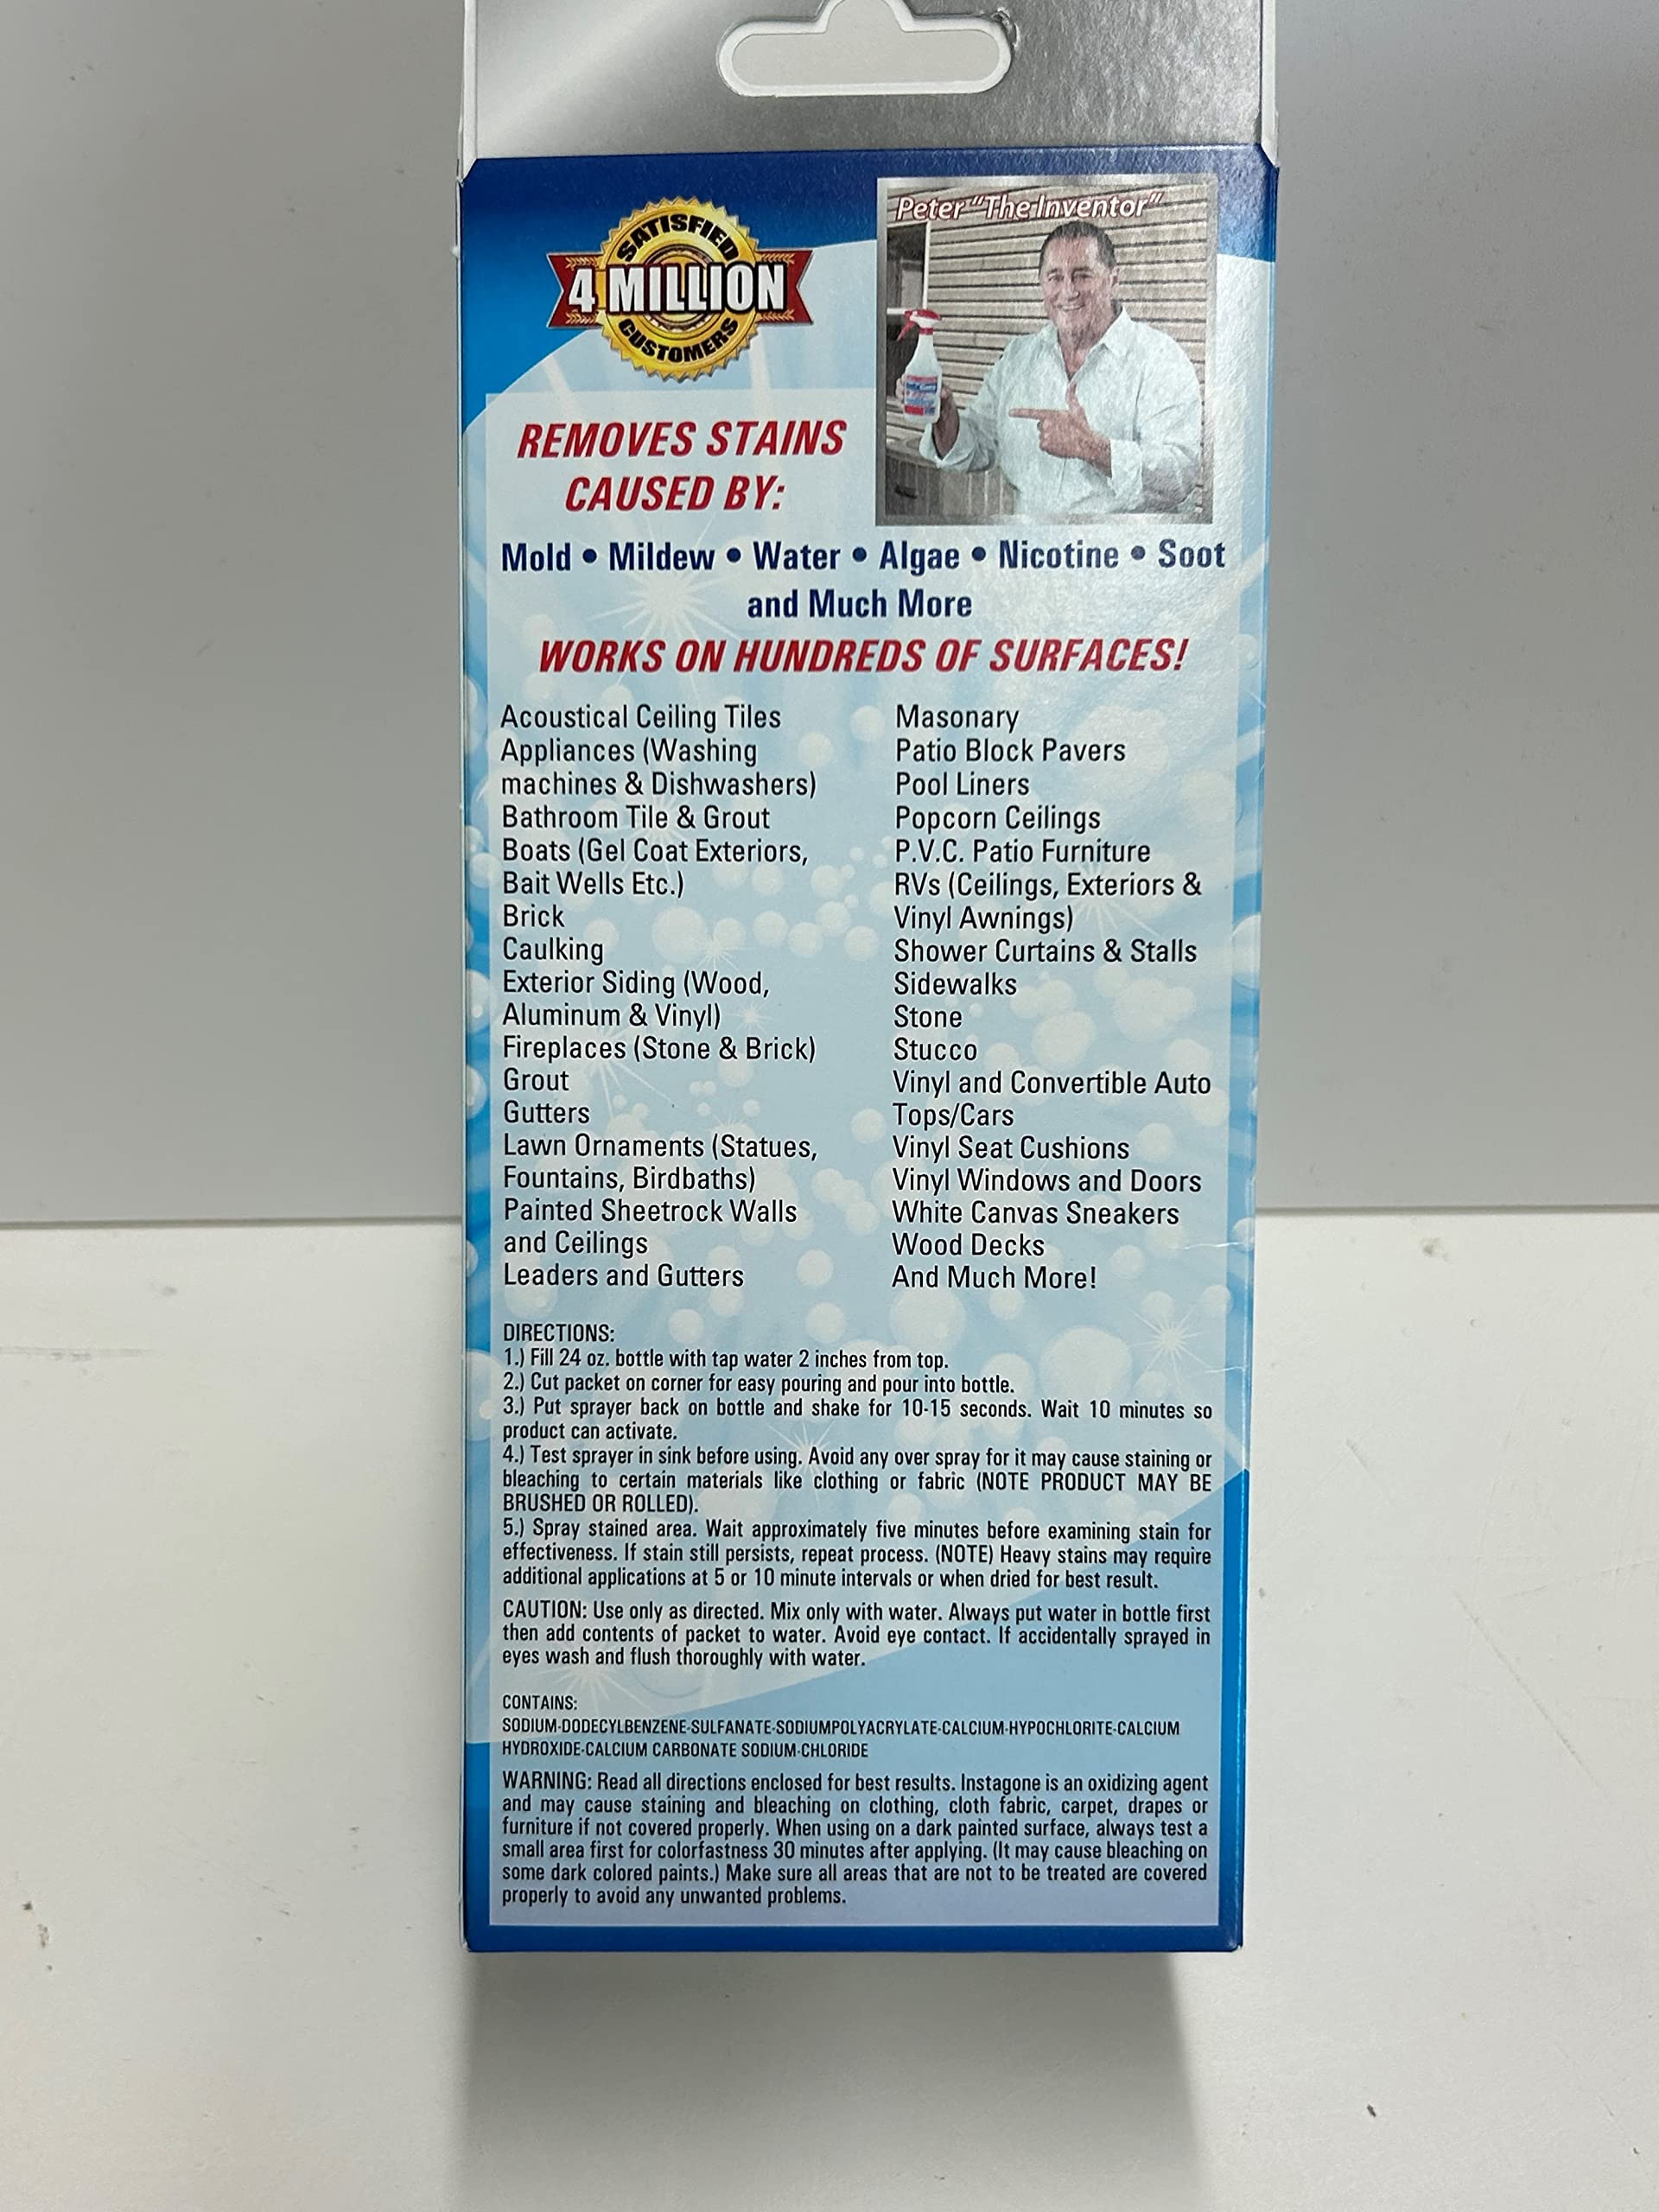 SATISFIED
4 MILLION
CUSTOMERS
Peter "The Inventor"
REMOVES STAINS
CAUSED BY:
Mold • Mildew • Water • Algae • Nicotine • Soot
and Much More
WORKS ON HUNDREDS OF SURFACES!
Acoustical Ceiling Tiles
Appliances (Washing
machines & Dishwashers)
Bathroom Tile & Grout
Boats (Gel Coat Exteriors,
Bait Wells Etc.)
Brick
Caulking
Exterior Siding (Wood,
Aluminum & Vinyl)
Fireplaces (Stone & Brick)
Grout
Gutters
Lawn Ornaments (Statues,
Fountains, Birdbaths)
Painted Sheetrock Walls
and Ceilings
Leaders and Gutters
Masonary
Patio Block Pavers
Pool Liners
Popcorn Ceilings
P.V.C. Patio Furniture
RVs (Ceilings, Exteriors &
Vinyl Awnings)
Shower Curtains & Stalls
Sidewalks
Stone
Stucco
Vinyl and Convertible Auto
Tops/Cars
Vinyl Seat Cushions
Vinyl Windows and Doors
White Canvas Sneakers
Wood Decks
And Much More!
DIRECTIONS:
1.) Fill 24 oz. bottle with tap water 2 inches from top.
2.) Cut packet on corner for easy pouring and pour into bottle.
3.) Put sprayer back on bottle and shake for 10-15 seconds. Wait 10 minutes so
product can activate.
4.) Test sprayer in sink before using. Avoid any over spray for it may cause staining or
bleaching to certain materials like clothing or fabric (NOTE PRODUCT MAY BE
BRUSHED OR ROLLED).
5.) Spray stained area. Wait approximately five minutes before examining stain for
effectiveness. If stain still persists, repeat process. (NOTE) Heavy stains may require
additional applications at 5 or 10 minute intervals or when dried for best result.
CAUTION: Use only as directed. Mix only with water. Always put water in bottle first
then add contents of packet to water. Avoid eye contact. If accidentally sprayed in
eyes wash and flush thoroughly with water.
CONTAINS:
SODIUM-DODECYLBENZENE-SULFANATE-SODIUMPOLYACRYLATE-CALCIUM-HYPOCHLORITE-CALCIUM
HYDROXIDE-CALCIUM CARBONATE SODIUM-CHLORIDE
WARNING: Read all directions enclosed for best results. Instagone is an oxidizing agent
and may cause staining and bleaching on clothing, cloth fabric, carpet, drapes or
furniture if not covered properly. When using on a dark painted surface, always test a
small area first for colorfastness 30 minutes after applying. (It may cause bleaching on
some dark colored paints.) Make sure all areas that are not to be treated are covered
properly to avoid any unwanted problems.